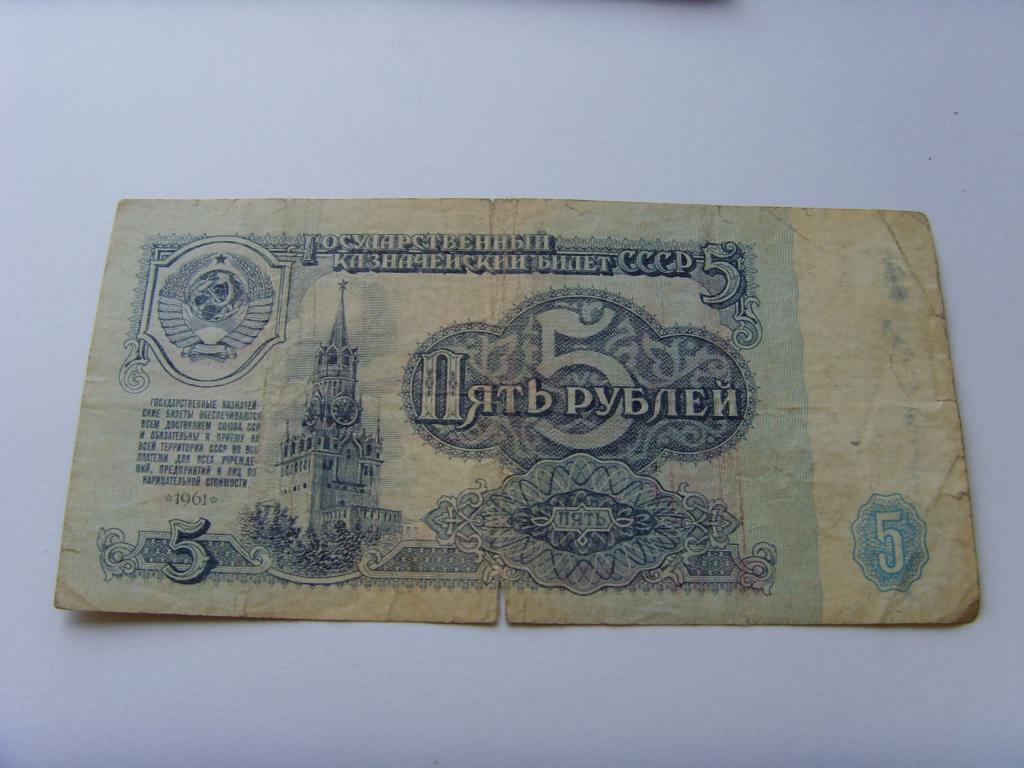 ГОСУДАРСТВЕННЫЙ
КАЗНАЧЕЙСКИЙ БИЛЕТ СССР 5
5
ПЯТЬ РУБЛЕЙ
ГОСУДАРСТВЕННЫЕ КАЗНАЧЕЙ-
СКИЕ БИЛЕТЫ ОБЕСПЕЧИВАЮТСЯ
ВСЕМ ДОСТОЯНИЕМ СОЮЗА ССР
И ОБЯЗАТЕЛЬНЫ К ПРИЕМУ НА
ВСЕЙ ТЕРРИТОРИИ СССР ВО ВСЕ
ПЛАТЕЖИ ДЛЯ ВСЕХ УЧРЕЖДЕ-
НИЙ, ПРЕДПРИЯТИЙ И ЛИЦ ПО
НАРИЦАТЕЛЬНОЙ СТОИМОСТИ
1961
5
ПЯТЬ
5